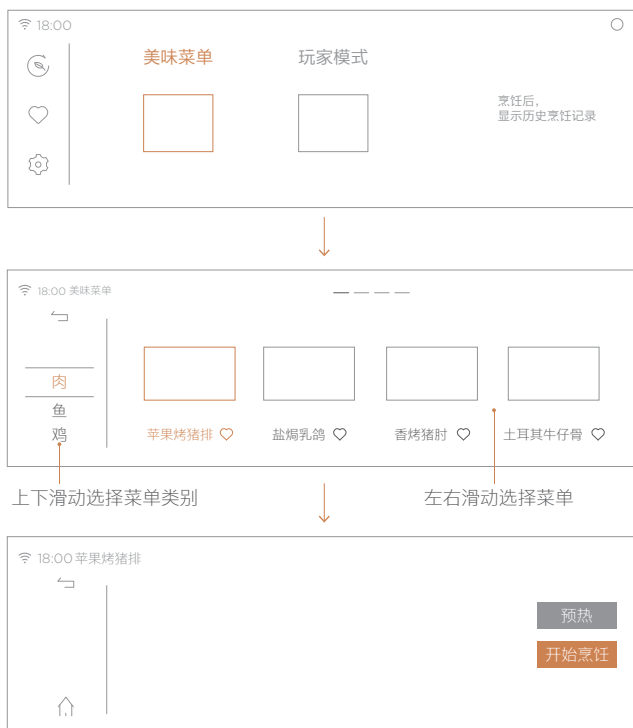 18:00
美味菜单
玩家模式
烹饪后,
显示历史烹饪记录
18:00 美味菜单
肉
鱼
鸡
苹果烤猪排
盐焗乳鸽
香烤猪肘
土耳其牛仔骨
上下滑动选择菜单类别
左右滑动选择菜单
18:00 苹果烤猪排
预热
开始烹饪